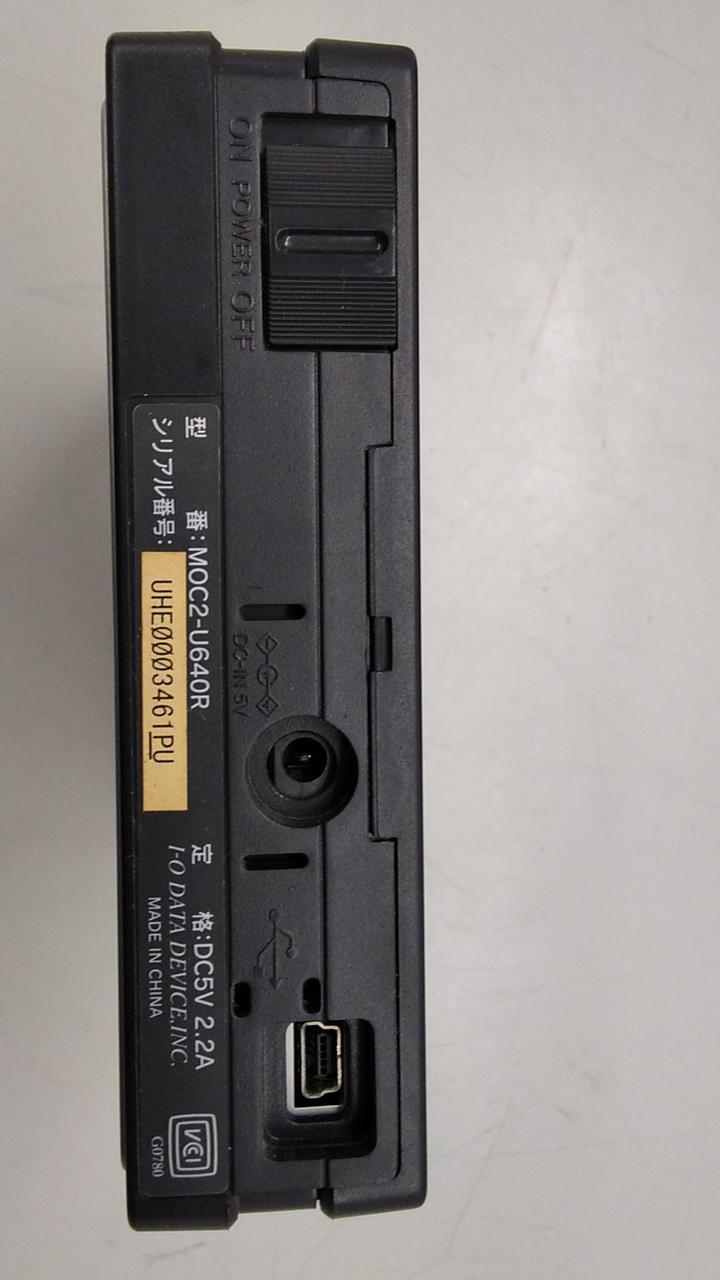 ON POWER OFF
DC-IN 5V
型 番:MOC2-U640R
シリアル番号:UHE0003461PU
定 格:DC5V 2.2A
I-O DATA DEVICE,INC.
MADE IN CHINA
VCI
G0780